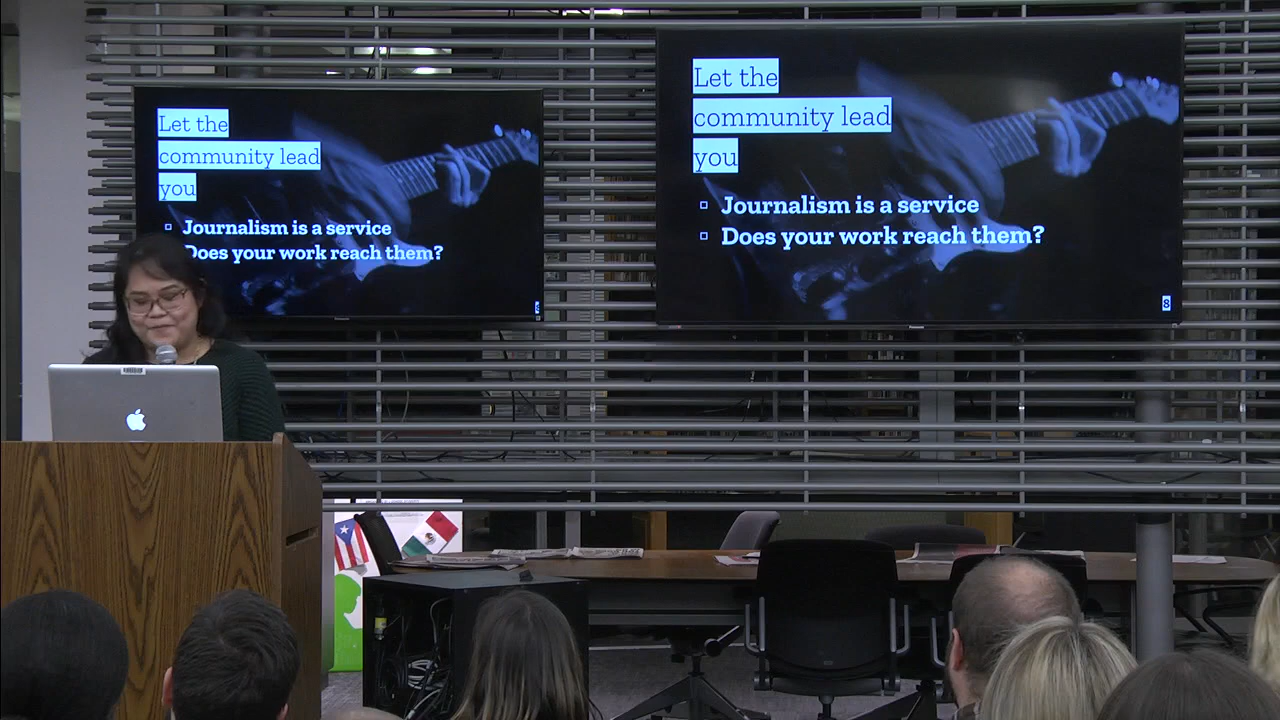 Let the
community lead
you
Journalism is a service
Does your work reach them?
Let the
community lead
you
Journalism is a service
Does your work reach them?
8